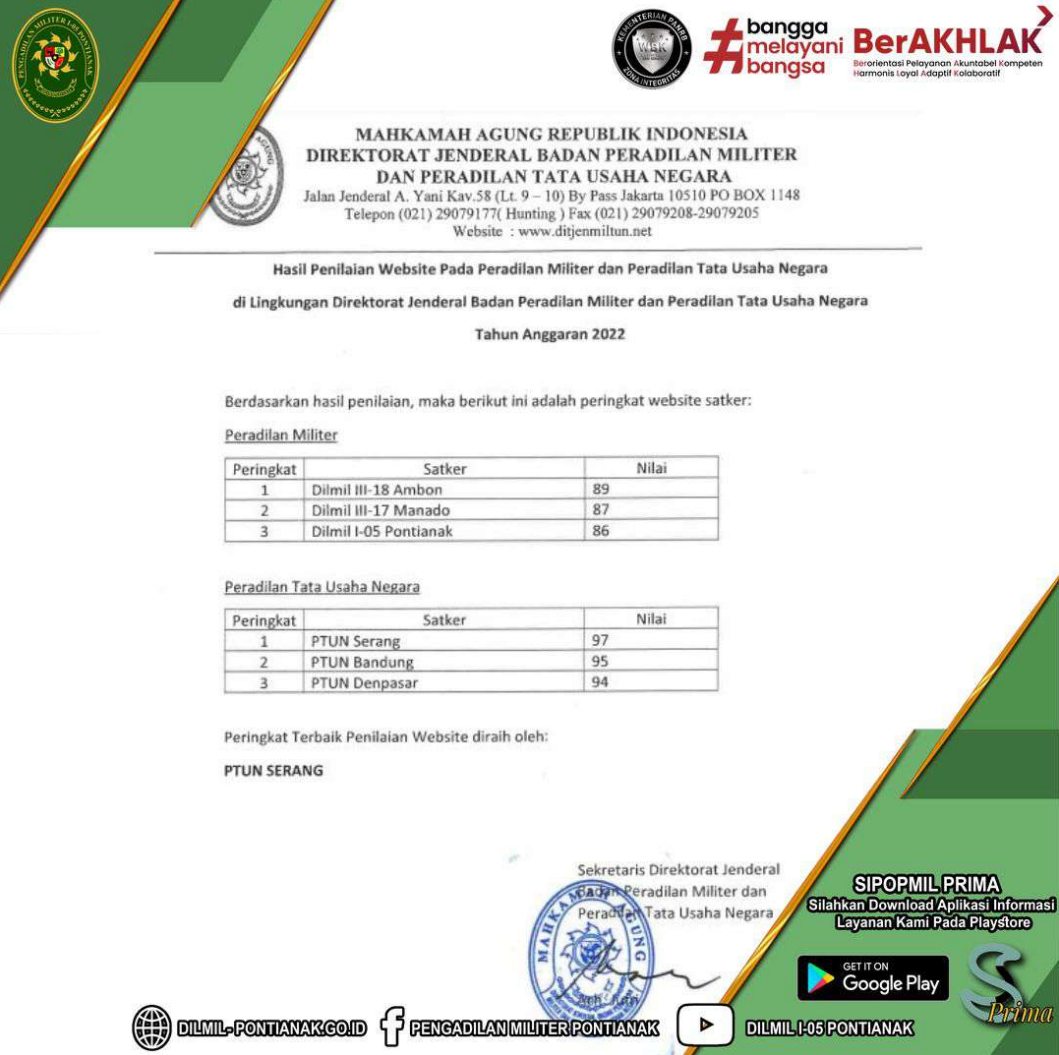 PENGADILAN MILITER I-05 PONTIANAK
KEMENTERIAN PANRB
WBK
ZONA INTEGRITAS
#bangga
melayani
bangsa
BerAKHLAK
Berorientasi Pelayanan Akuntabel Kompeten
Harmonis Loyal Adaptif Kolaboratif
MAHKAMAH AGUNG REPUBLIK INDONESIA
DIREKTORAT JENDERAL BADAN PERADILAN MILITER
DAN PERADILAN TATA USAHA NEGARA
Jalan Jenderal A. Yani Kav.58 (Lt. 9 – 10) By Pass Jakarta 10510 PO BOX 1148
Telepon (021) 29079177( Hunting ) Fax (021) 29079208-29079205
Website : www.ditjenmiltun.net
Hasil Penilaian Website Pada Peradilan Militer dan Peradilan Tata Usaha Negara
di Lingkungan Direktorat Jenderal Badan Peradilan Militer dan Peradilan Tata Usaha Negara
Tahun Anggaran 2022
Berdasarkan hasil penilaian, maka berikut ini adalah peringkat website satker:
Peradilan Militer
Peringkat Satker Nilai
1 Dilmil III-18 Ambon 89
2 Dilmil III-17 Manado 87
3 Dilmil I-05 Pontianak 86
Peradilan Tata Usaha Negara
Peringkat Satker Nilai
1 PTUN Serang 97
2 PTUN Bandung 95
3 PTUN Denpasar 94
Peringkat Terbaik Penilaian Website diraih oleh:
PTUN SERANG
Sekretaris Direktorat Jenderal
Badan Peradilan Militer dan
Peradilan Tata Usaha Negara
MAHKAMAH AGUNG
SIPOPMIL PRIMA
Silahkan Download Aplikasi Informasi
Layanan Kami Pada Playstore
GET IT ON
Google Play
Prima
DILMIL-PONTIANAK.GO.ID
PENGADILAN MILITER PONTIANAK
DILMIL I-05 PONTIANAK